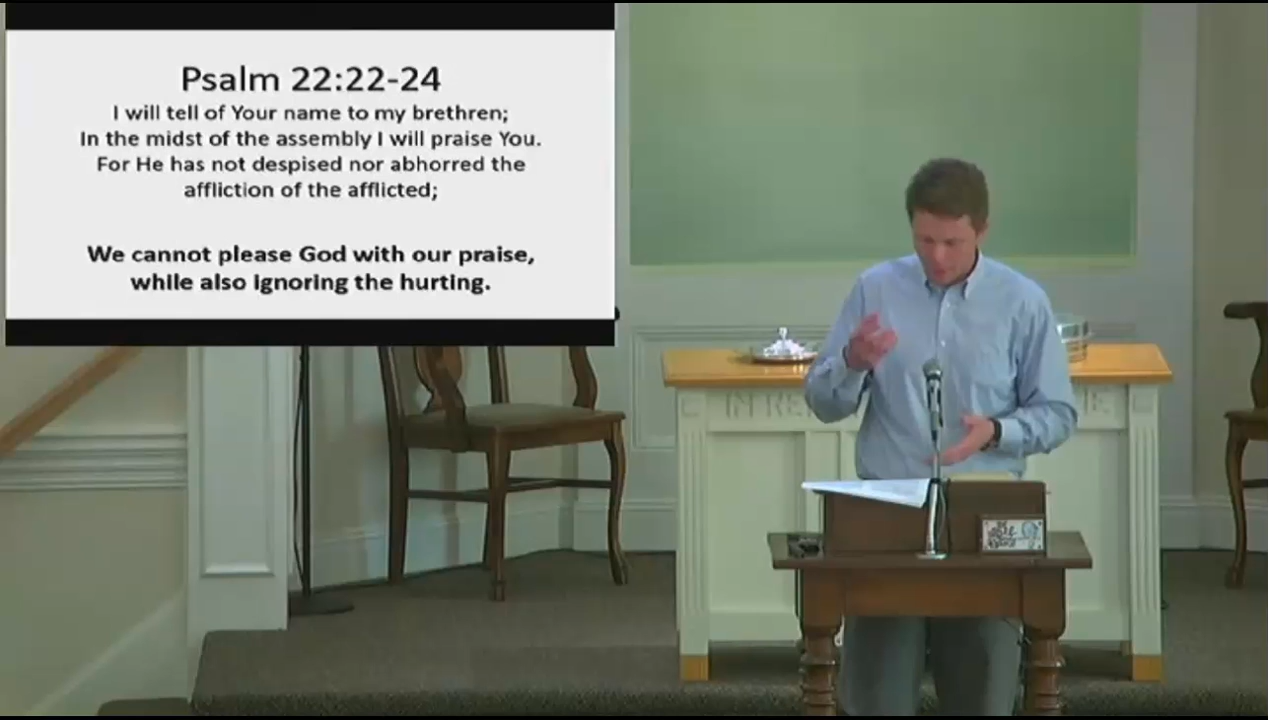 Psalm 22:22-24
I will tell of Your name to my brethren;
In the midst of the assembly I will praise You.
For He has not despised nor abhorred the
affliction of the afflicted;
We cannot please God with our praise,
while also ignoring the hurting.
IN